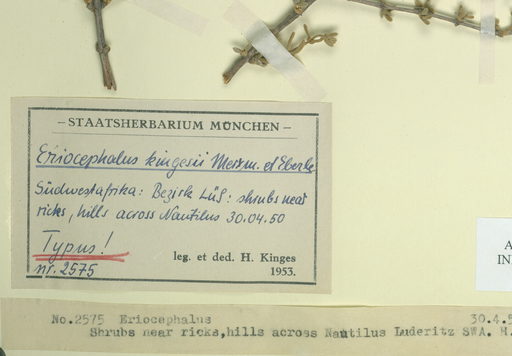 – STAATSHERBARIUM MÜNCHEN –
Eriocephalus kingesii Merxm. et Eberle
Südwestafrika: Bezirk LÜS: shrubs near
ricks, hills across Nautilus 30.04.50
Typus!
nr. 2575
leg. et ded. H. Kinges
1953.
A
IN
No.2575 Eriocephalus 30.4.5
Shrubs near ricks,hills across Nautilus Luderitz SWA. H.